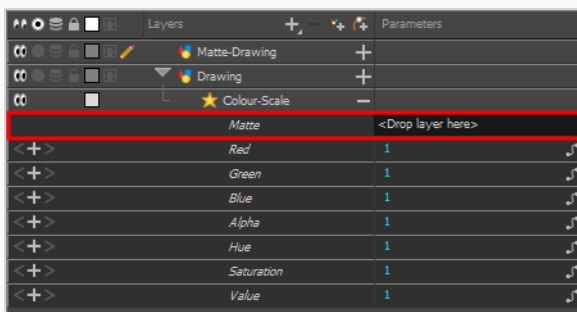 Layers Parameters
Matte-Drawing
Drawing
Colour-Scale
Matte <Drop layer here>
Red 1
Green 1
Blue 1
Alpha 1
Hue 1
Saturation 1
Value 1